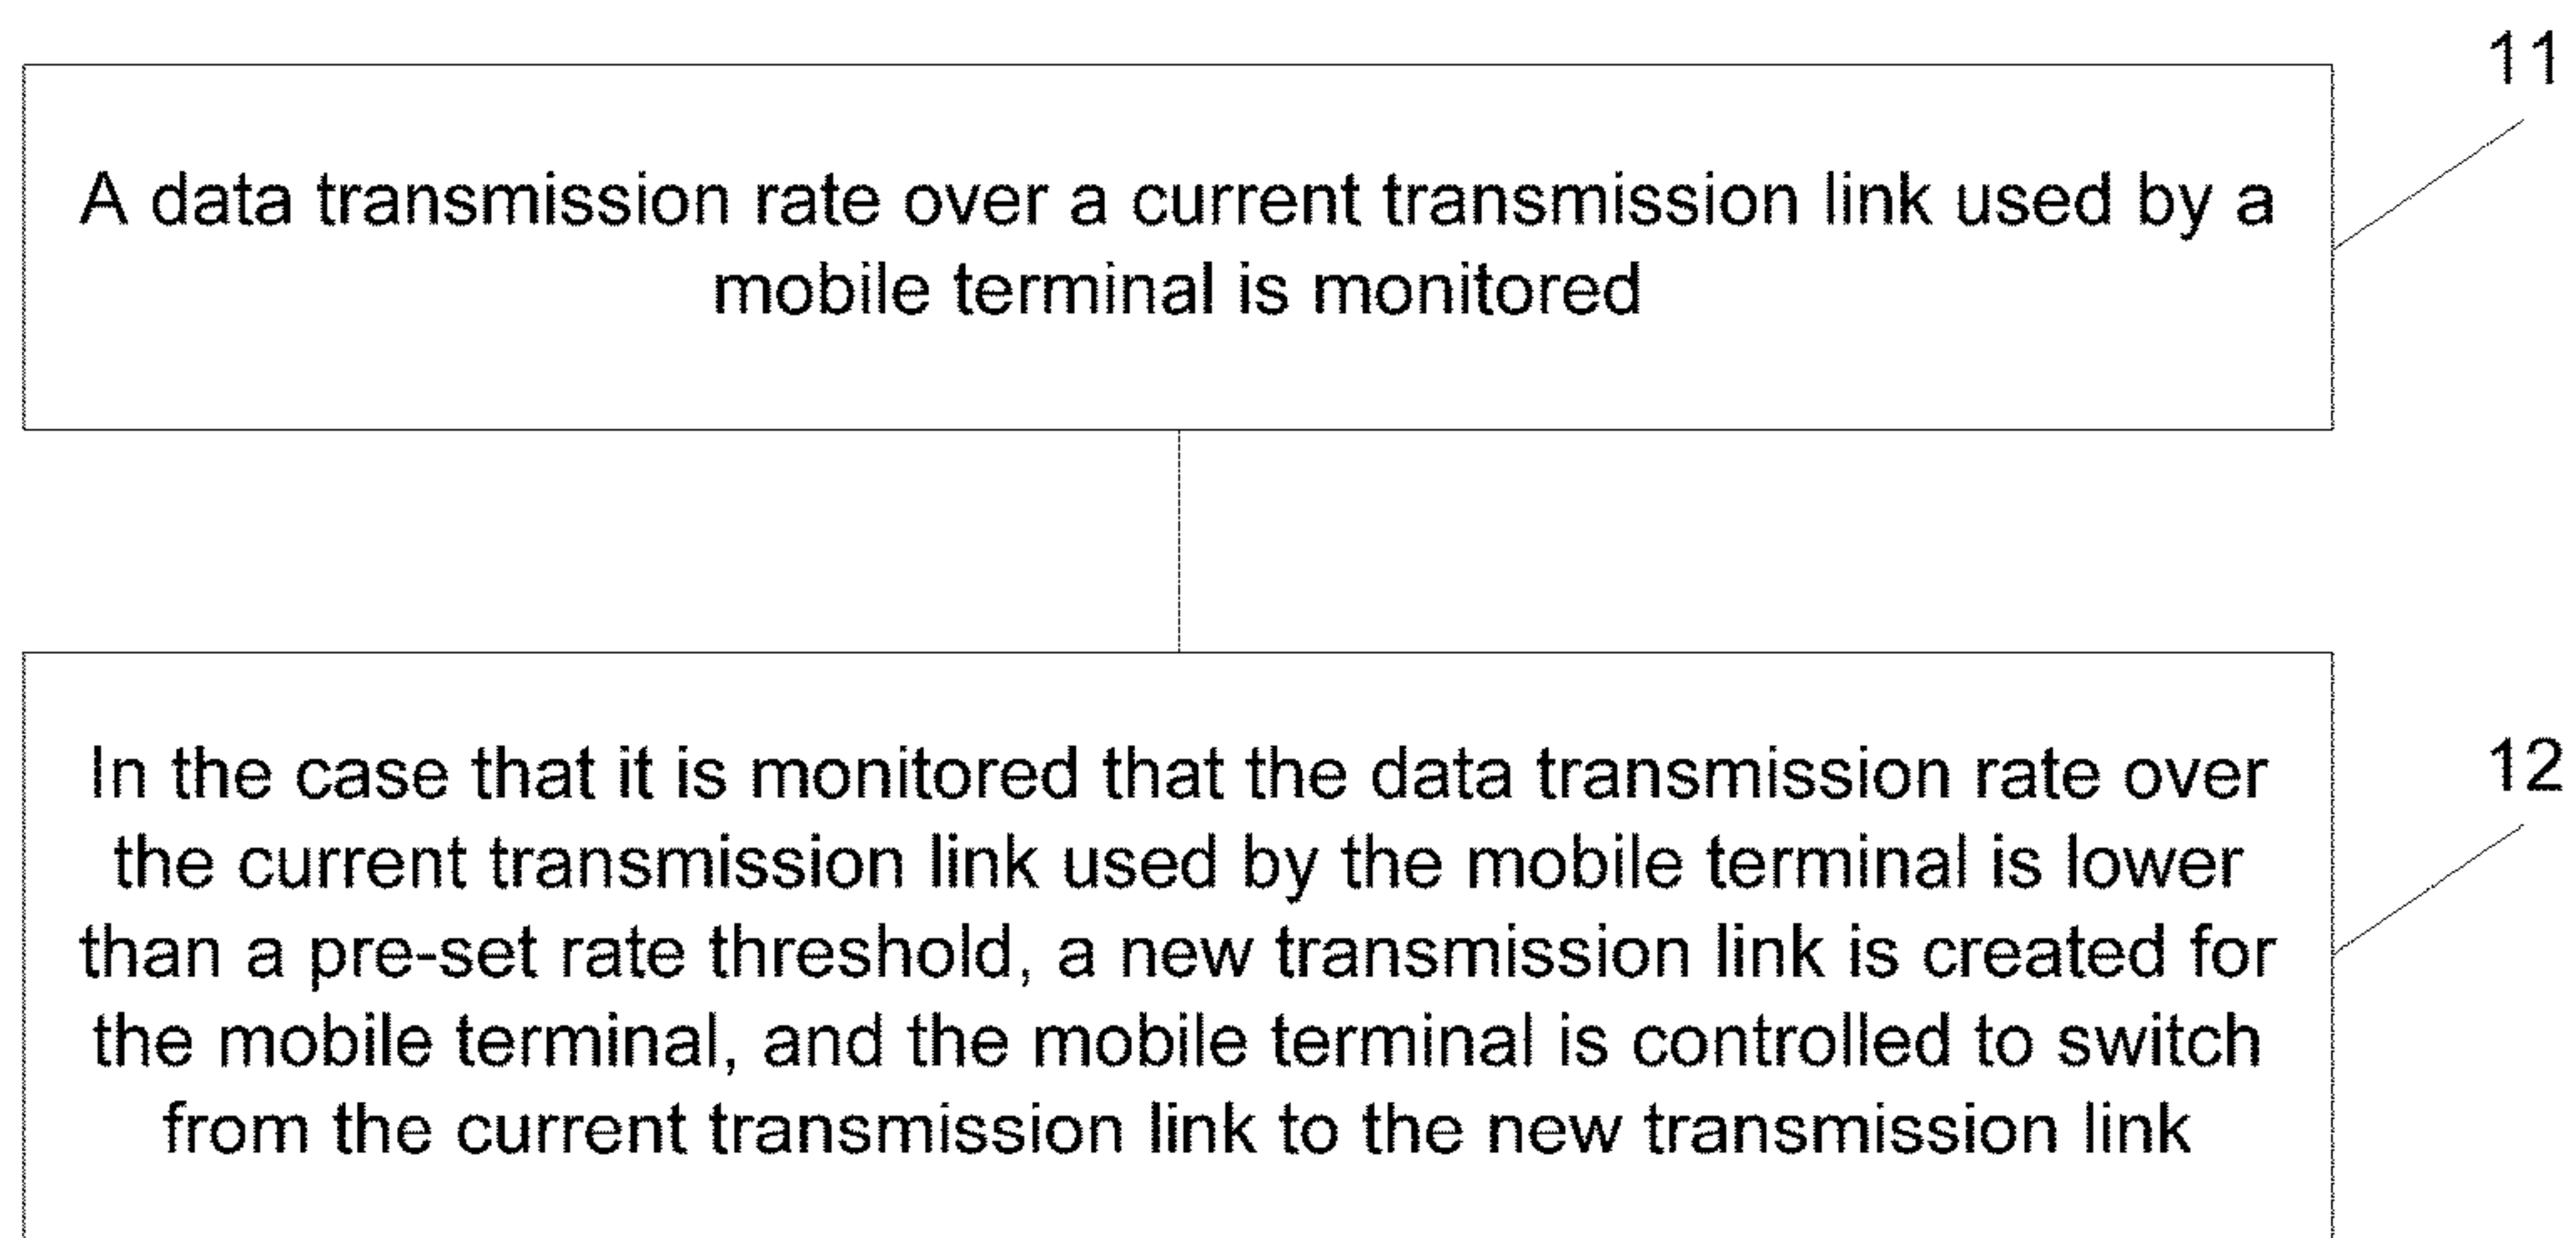 11
A data transmission rate over a current transmission link used by a
mobile terminal is monitored
In the case that it is monitored that the data transmission rate over
12
the current transmission link used by the mobile terminal is lower
than a pre-set rate threshold, a new transmission link is created for
the mobile terminal, and the mobile terminal is controlled to switch
from the current transmission link to the new transmission link